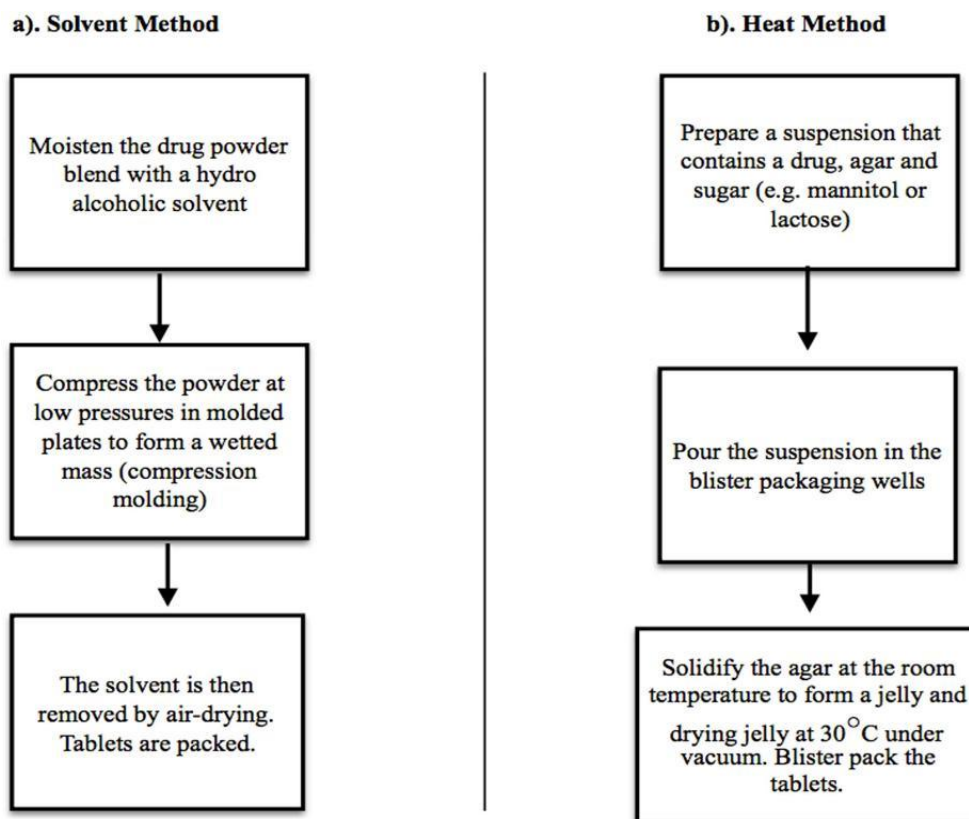 a). Solvent Method
Moisten the drug powder
blend with a hydro
alcoholic solvent
Compress the powder at
low pressures in molded
plates to form a wetted
mass (compression
molding)
The solvent is then
removed by air-drying.
Tablets are packed.
b). Heat Method
Prepare a suspension that
contains a drug, agar and
sugar (e.g. mannitol or
lactose)
Pour the suspension in the
blister packaging wells
Solidify the agar at the room
temperature to form a jelly and
drying jelly at 30°C under
vacuum. Blister pack the
tablets.